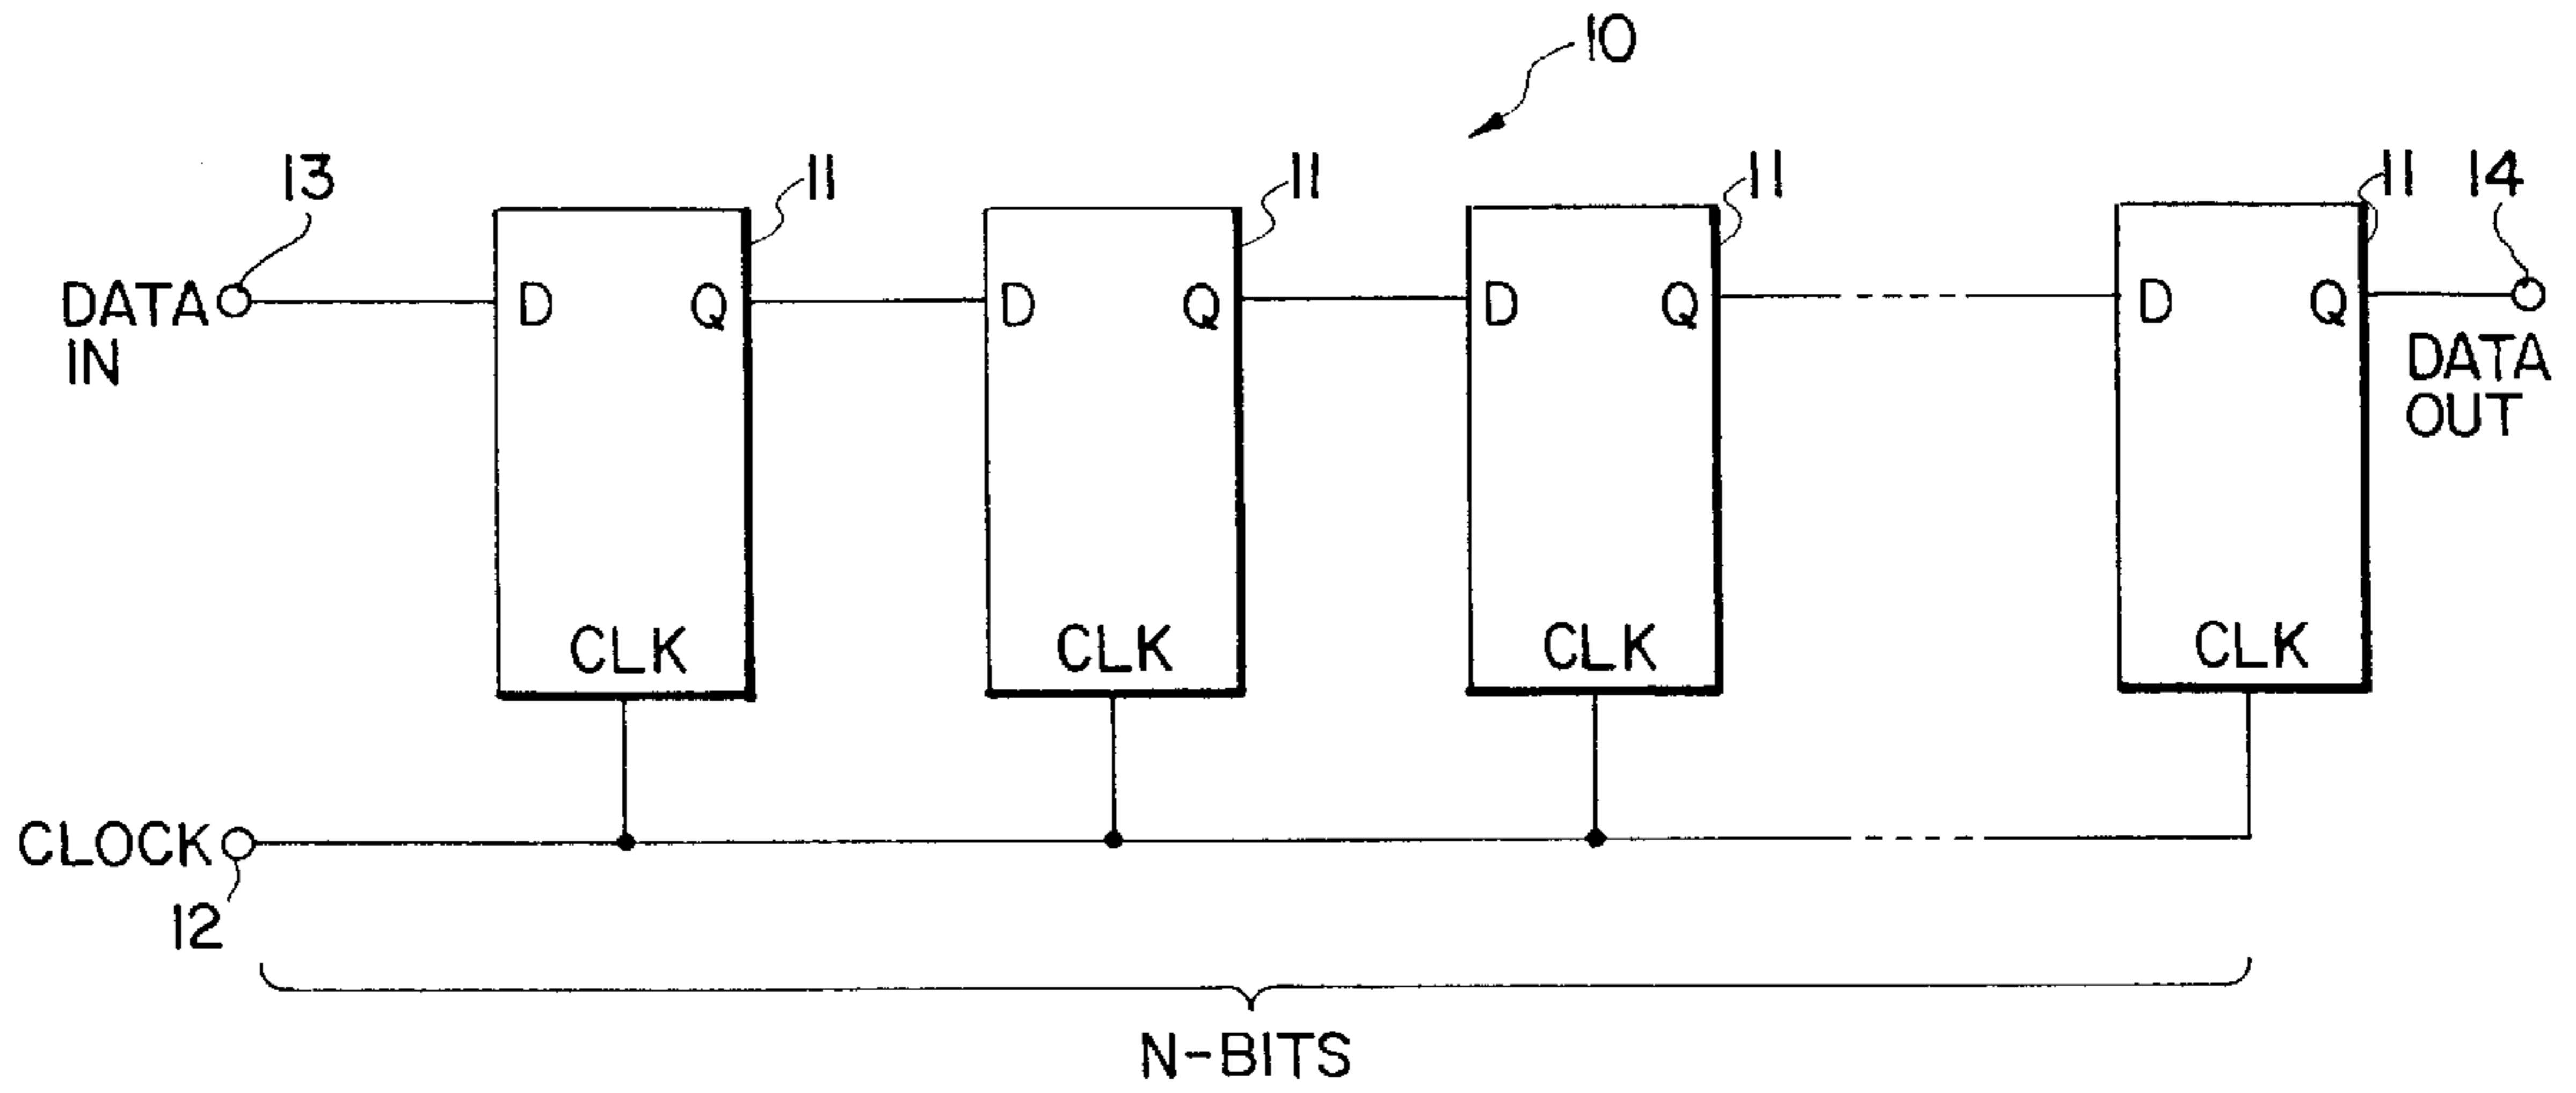 10
13
11
11
11
11
14
DATA
IN
D
Q
D
Q
D
Q
D
Q
DATA
OUT
CLK
CLK
CLK
CLK
CLOCK
12
N-BITS